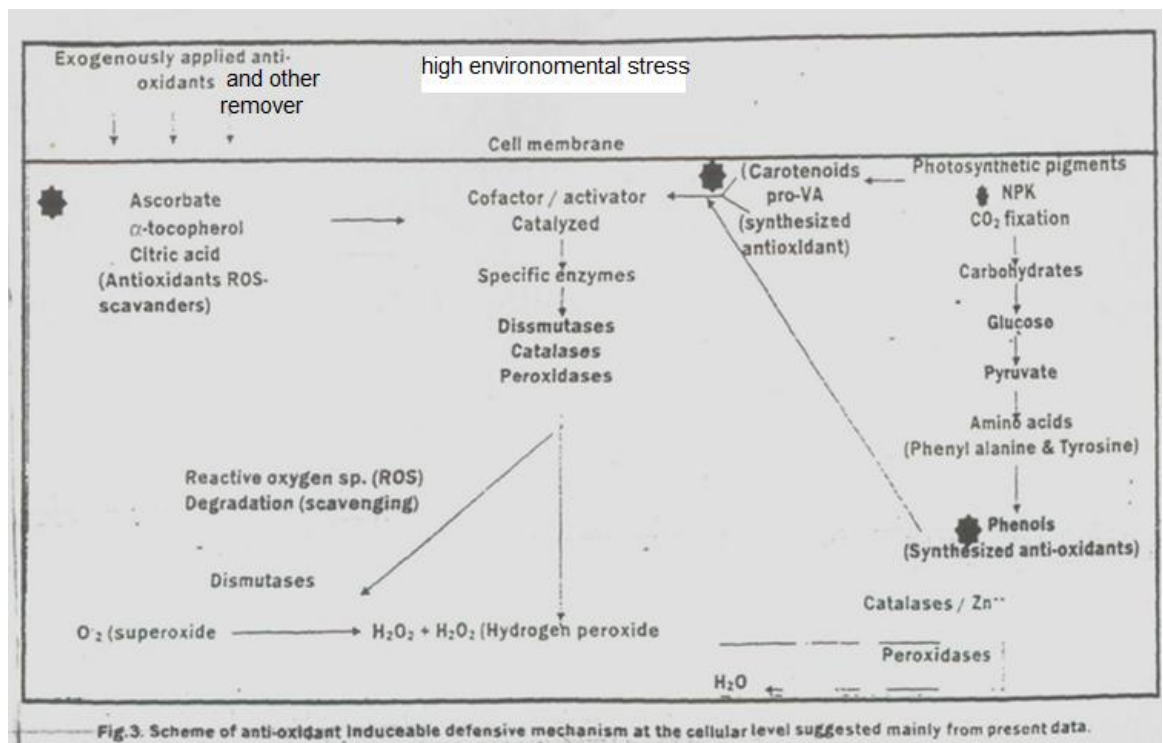 Exogenously applied anti-
oxidants and other
remover
high environomental stress
Cell membrane
Ascorbate
α-tocopherol
Citric acid
(Antioxidants ROS-
scavanders)
Cofactor / activator
Catalyzed
Specific enzymes
Dissmutases
Catalases
Peroxidases
(Carotenoids
pro-VA
(synthesized
antioxidant)
Photosynthetic pigments
NPK
CO₂ fixation
Carbohydrates
Glucose
Pyruvate
Amino acids
(Phenyl alanine & Tyrosine)
Phenols
(Synthesized anti-oxidants)
Reactive oxygen sp. (ROS)
Degradation (scavenging)
Dismutases
O⁻₂ (superoxide
H₂O₂ + H₂O₂ (Hydrogen peroxide
Catalases / Zn⁺⁺
Peroxidases
H₂O
Fig.3. Scheme of anti-oxidant induceable defensive mechanism at the cellular level suggested mainly from present data.